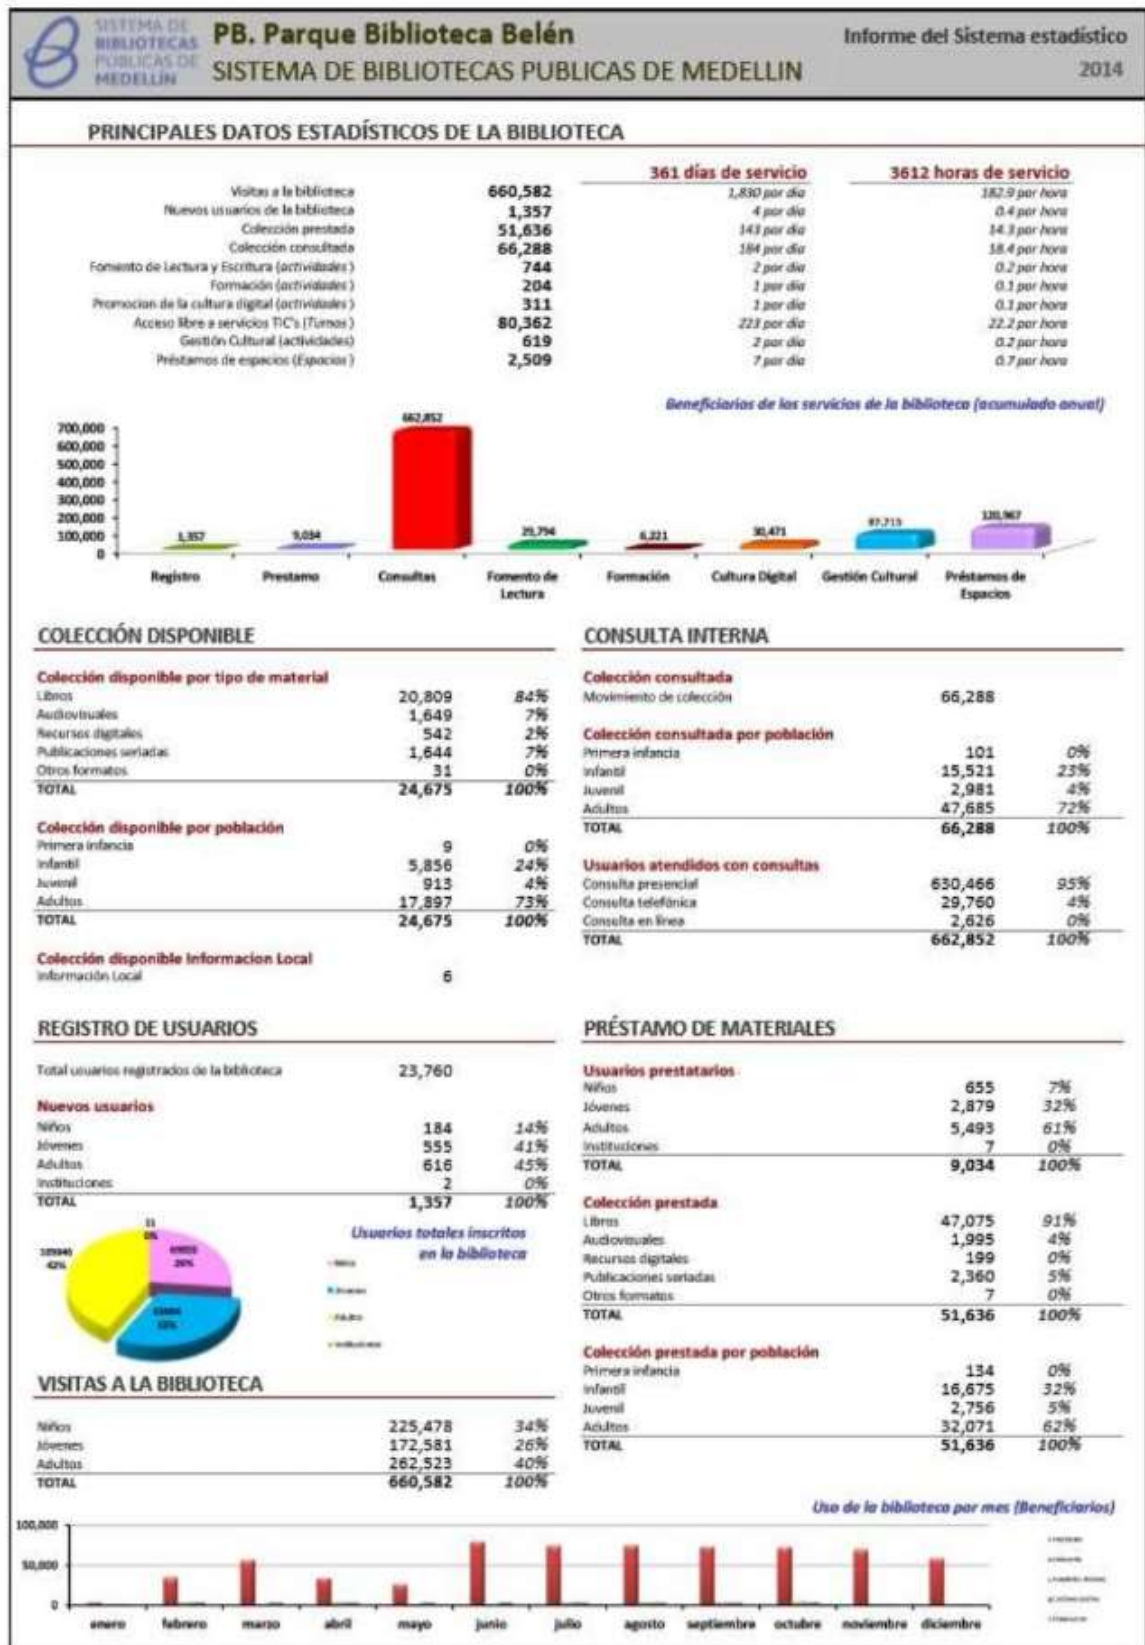 SISTEMA DE
BIBLIOTECAS
PÚBLICAS DE
MEDELLÍN
PB. Parque Biblioteca Belén
SISTEMA DE BIBLIOTECAS PUBLICAS DE MEDELLIN
Informe del Sistema estadístico
2014
PRINCIPALES DATOS ESTADÍSTICOS DE LA BIBLIOTECA
361 días de servicio 3612 horas de servicio
Visitas a la biblioteca 660,582 1,830 por día 182.9 por hora
Nuevos usuarios de la biblioteca 1,357 4 por día 0.4 por hora
Colección prestada 51,636 143 por día 14.3 por hora
Colección consultada 66,288 184 por día 18.4 por hora
Fomento de Lectura y Escritura (actividades) 744 2 por día 0.2 por hora
Formación (actividades) 204 1 por día 0.1 por hora
Promocion de la cultura digital (actividades) 311 1 por día 0.1 por hora
Acceso libre a servicios TIC's (Turnos) 80,362 223 por día 22.2 por hora
Gestión Cultural (actividades) 619 2 por día 0.2 por hora
Préstamos de espacios (Espacios) 2,509 7 por día 0.7 por hora
Beneficiarios de los servicios de la biblioteca (acumulado anual)
700,000
600,000
500,000
400,000
300,000
200,000
100,000
0
1,357 9,034 662,852 29,794 6,221 30,471 120,967
Registro Prestamo Consultas Fomento de Lectura Formación Cultura Digital Gestión Cultural Préstamos de Espacios
COLECCIÓN DISPONIBLE
Colección disponible por tipo de material
Libros 20,809 84%
Audiovisuales 1,649 7%
Recursos digitales 542 2%
Publicaciones seriadas 1,644 7%
Otros formatos 31 0%
TOTAL 24,675 100%
Colección disponible por población
Primera infancia 9 0%
Infantil 5,856 24%
Juvenil 913 4%
Adultos 17,897 73%
TOTAL 24,675 100%
Colección disponible Informacion Local
Información Local 6
CONSULTA INTERNA
Colección consultada
Movimiento de colección 66,288
Colección consultada por población
Primera infancia 101 0%
Infantil 15,521 23%
Juvenil 2,981 4%
Adultos 47,685 72%
TOTAL 66,288 100%
Usuarios atendidos con consultas
Consulta presencial 630,466 95%
Consulta telefónica 29,760 4%
Consulta en línea 2,626 0%
TOTAL 662,852 100%
REGISTRO DE USUARIOS
Total usuarios registrados de la biblioteca 23,760
Nuevos usuarios
Niños 184 14%
Jóvenes 555 41%
Adultos 616 45%
Instituciones 2 0%
TOTAL 1,357 100%
Usuarios totales inscritos
en la biblioteca
11
0%
42%
VISITAS A LA BIBLIOTECA
Niños 225,478 34%
Jóvenes 172,581 26%
Adultos 262,523 40%
TOTAL 660,582 100%
PRÉSTAMO DE MATERIALES
Usuarios prestatarios
Niños 655 7%
Jóvenes 2,879 32%
Adultos 5,493 61%
Instituciones 7 0%
TOTAL 9,034 100%
Colección prestada
Libros 47,075 91%
Audiovisuales 1,995 4%
Recursos digitales 199 0%
Publicaciones seriadas 2,360 5%
Otros formatos 7 0%
TOTAL 51,636 100%
Colección prestada por población
Primera infancia 134 0%
Infantil 16,675 32%
Juvenil 2,756 5%
Adultos 32,071 62%
TOTAL 51,636 100%
Uso de la biblioteca por mes (Beneficiarios)
100,000
50,000
0
enero febrero marzo abril mayo junio julio agosto septiembre octubre noviembre diciembre